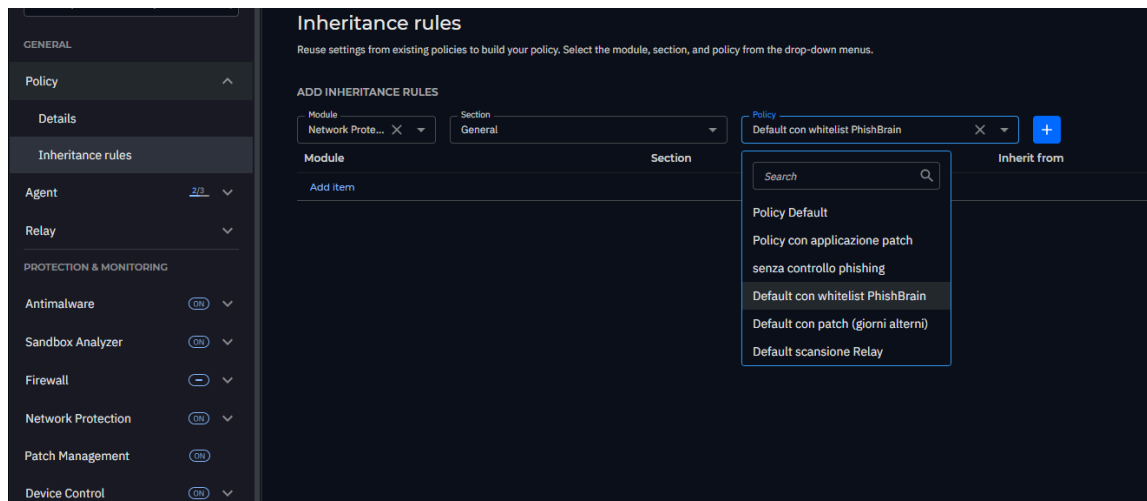 Inheritance rules
Reuse settings from existing policies to build your policy. Select the module, section, and policy from the drop-down menus.
GENERAL
Policy
Details
Inheritance rules
Agent 2/3
Relay
PROTECTION & MONITORING
Antimalware ON
Sandbox Analyzer ON
Firewall
Network Protection ON
Patch Management ON
Device Control ON
ADD INHERITANCE RULES
Module
Network Prote...
Section
General
Policy
Default con whitelist PhishBrain
Module Section Inherit from
Add item
Search
Policy Default
Policy con applicazione patch
senza controllo phishing
Default con whitelist PhishBrain
Default con patch (giorni alterni)
Default scansione Relay